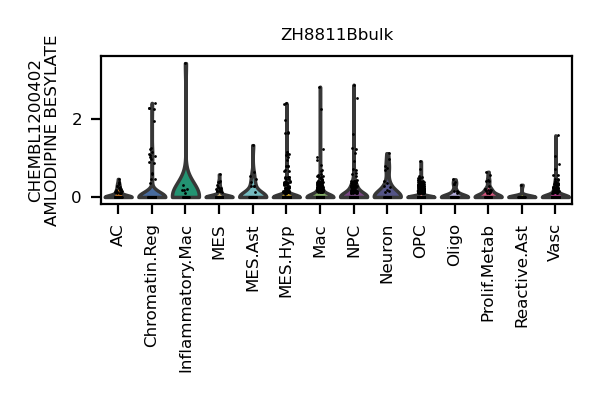 ZH8811Bbulk
CHEMBL1200402
AMLODIPINE BESYLATE
2
0
AC
Chromatin.Reg
Inflammatory.Mac
MES
MES.Ast
MES.Hyp
Mac
NPC
Neuron
OPC
Oligo
Prolif.Metab
Reactive.Ast
Vasc